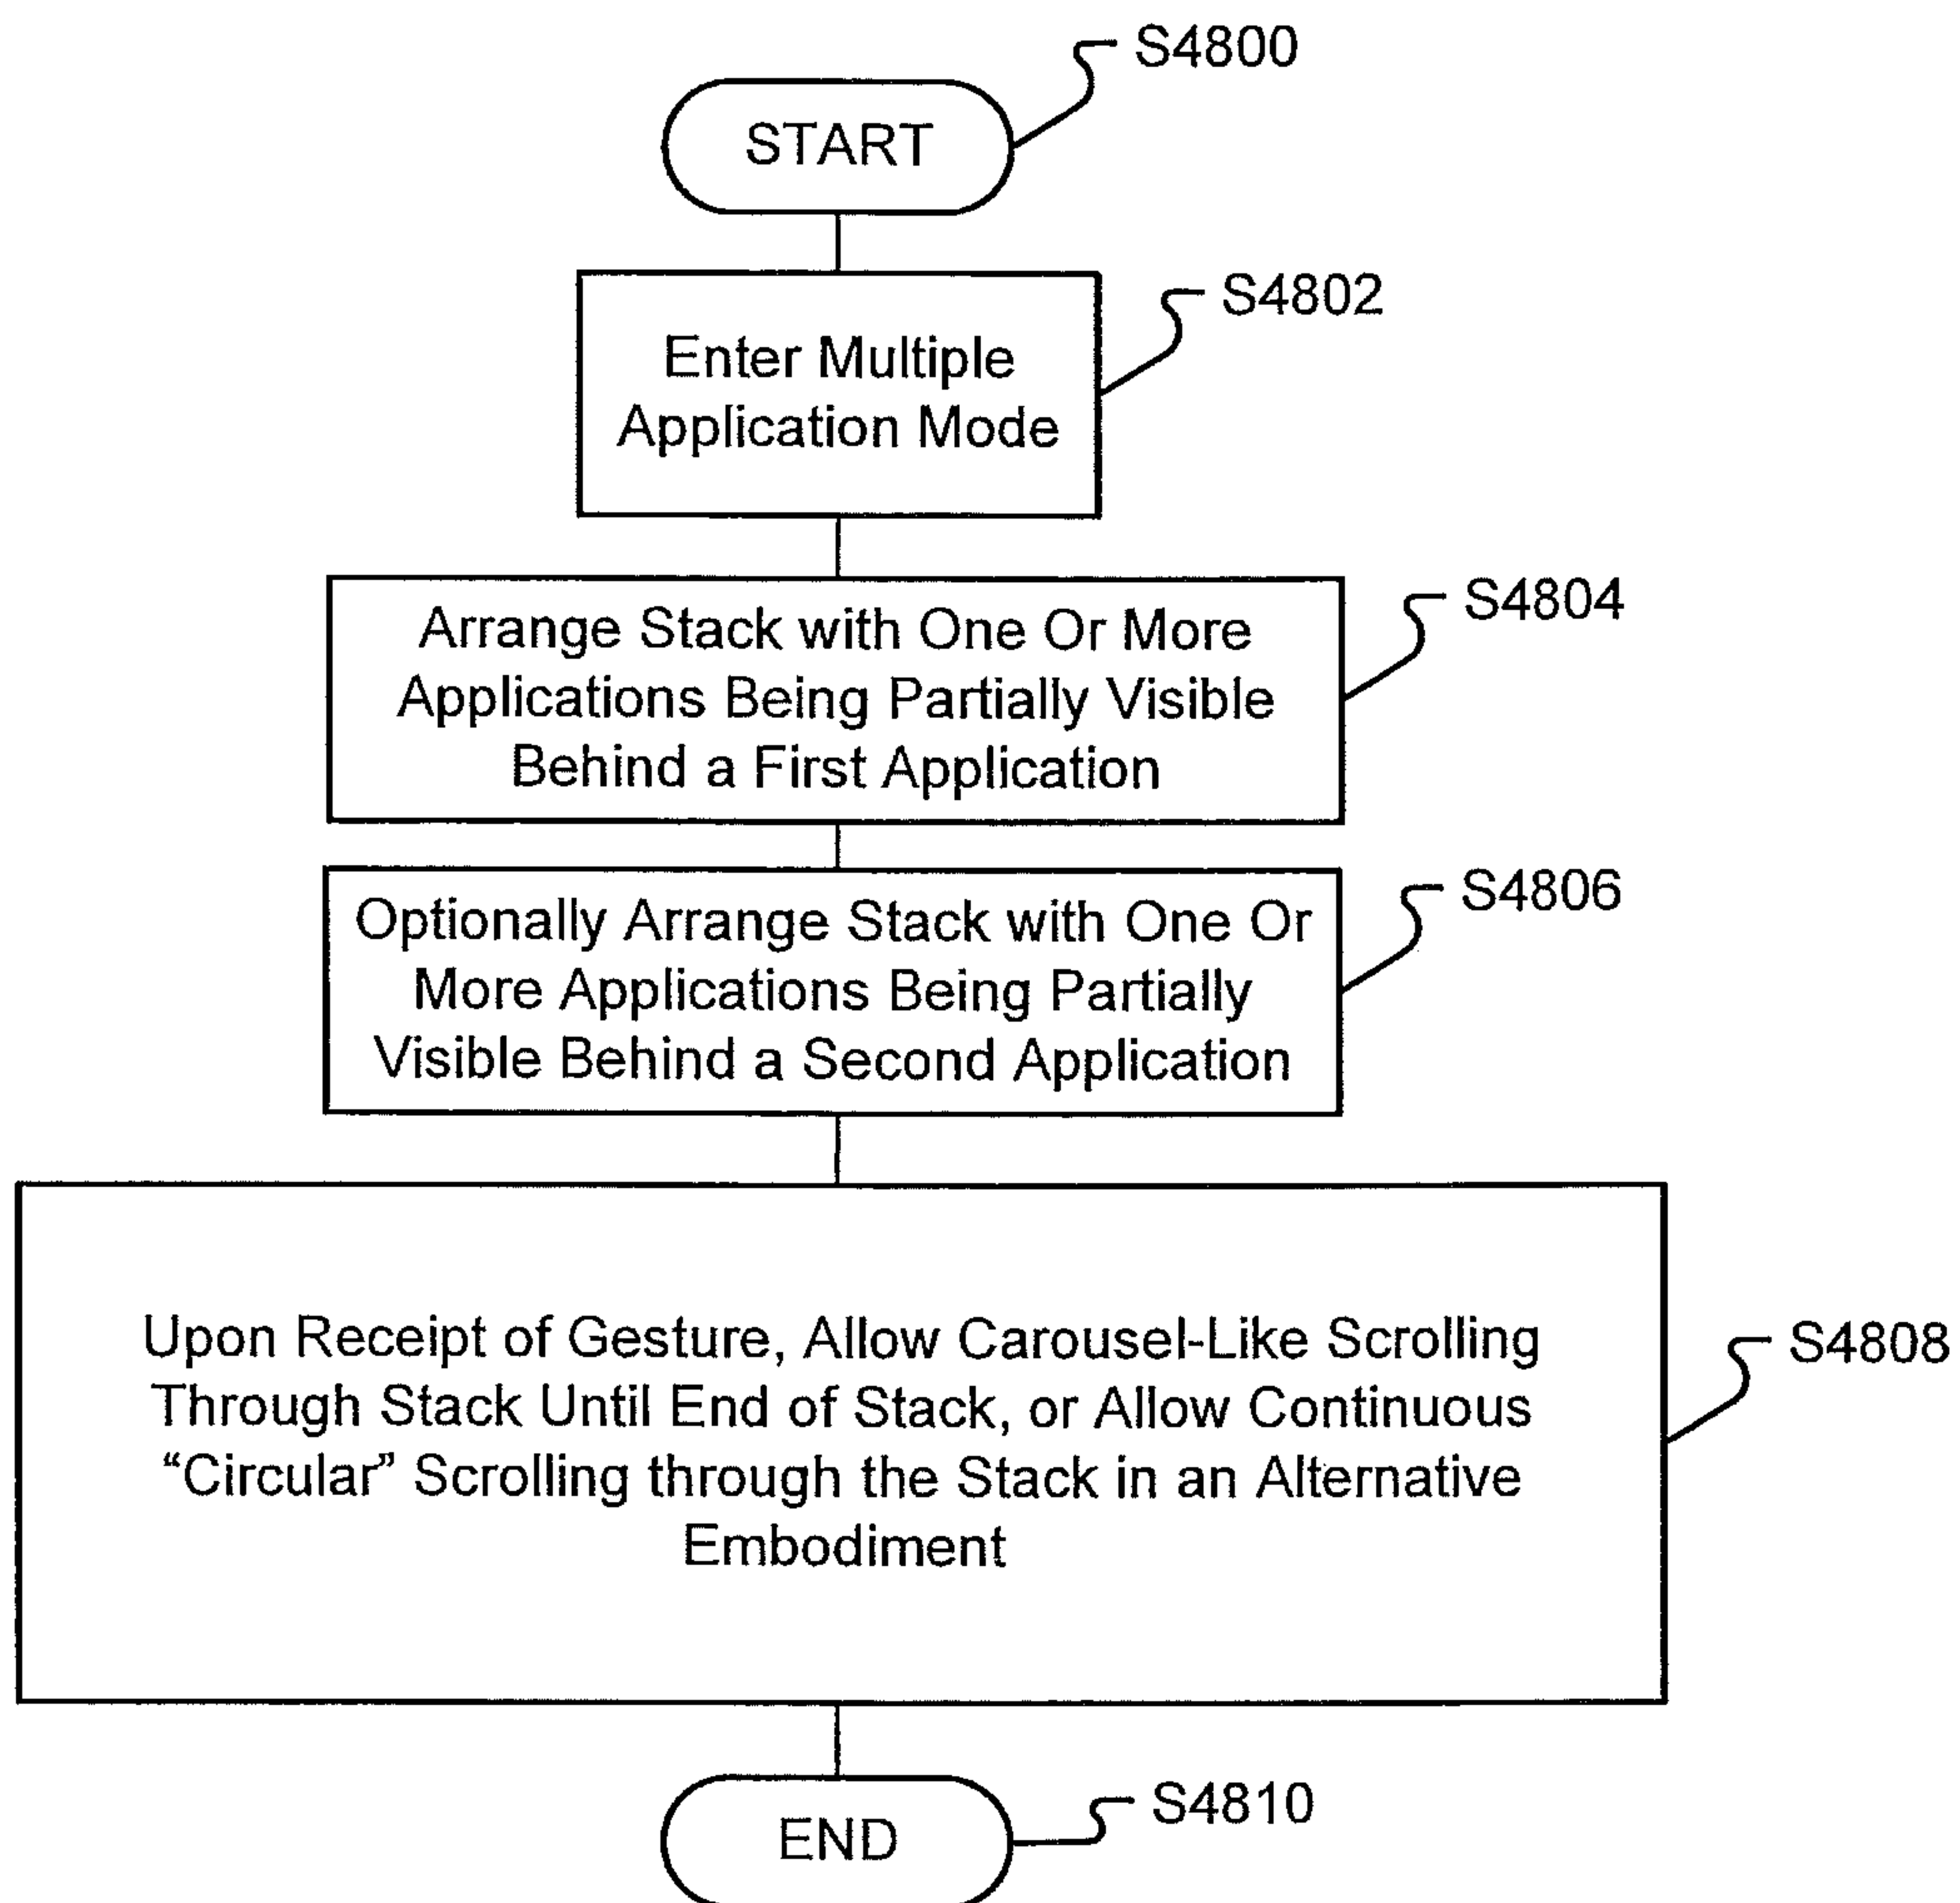 S4800
START
S4802
Enter Multiple
Application Mode
S4804
Arrange Stack with One Or More
Applications Being Partially Visible
Behind a First Application
S4806
Optionally Arrange Stack with One Or
More Applications Being Partially
Visible Behind a Second Application
S4808
Upon Receipt of Gesture, Allow Carousel-Like Scrolling
Through Stack Until End of Stack, or Allow Continuous
“Circular” Scrolling through the Stack in an Alternative
Embodiment
S4810
END